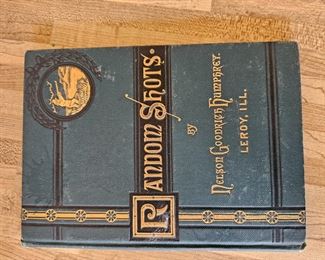 RANDOM SHOTS.
BY
NELSON GOODRICH HUMPHREY.
LEROY, ILL.